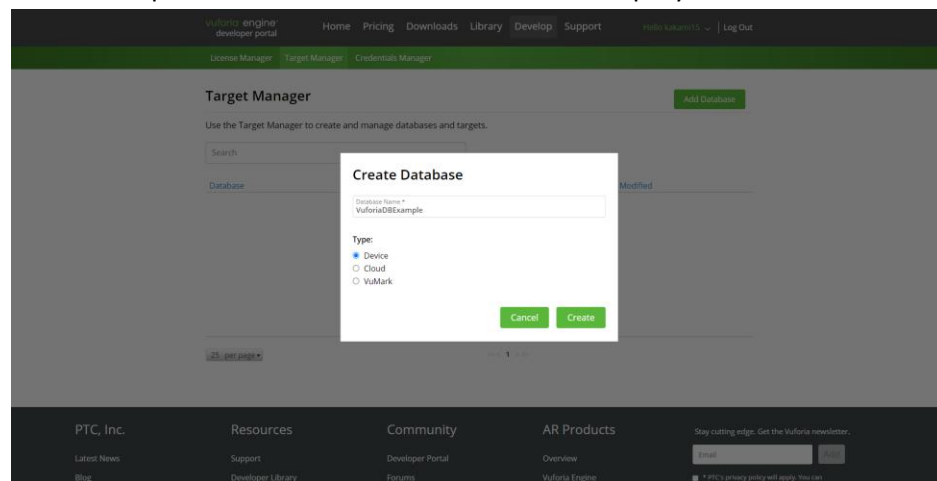 vuforia engine
developer portal
Home Pricing Downloads Library Develop Support
Hello kakami15
Log Out
License Manager Target Manager Credentials Manager
Target Manager
Add Database
Use the Target Manager to create and manage databases and targets.
Search
Create Database
Database
Modified
Database Name *
VuforiaDBExample
Type:
Device
Cloud
VuMark
Cancel Create
25 per page
1
PTC, Inc. Resources Community AR Products
Stay cutting edge. Get the Vuforia newsletter.
Latest News Support Developer Portal Overview
Email Add
Blog Developer Library Forums Vuforia Engine
* PTC's privacy policy will apply. You can